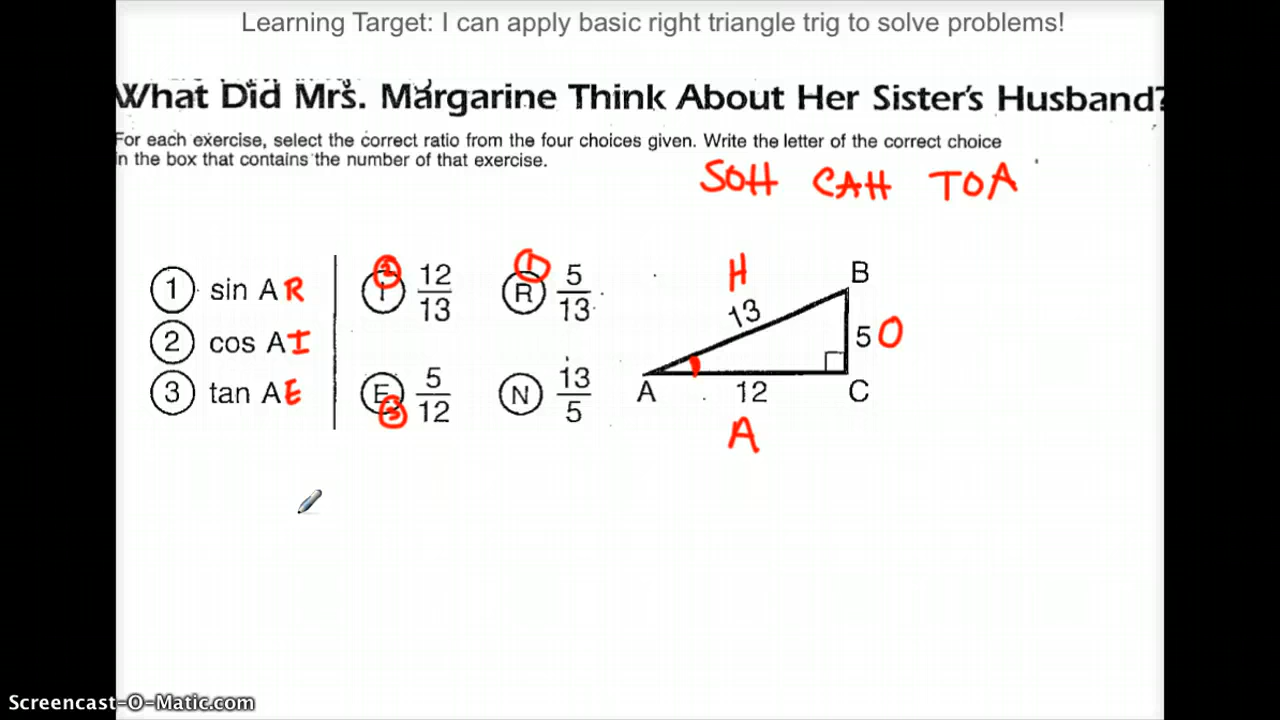 Learning Target: I can apply basic right triangle trig to solve problems!
What Did Mrs. Margarine Think About Her Sister's Husband?
For each exercise, select the correct ratio from the four choices given. Write the letter of the correct choice
in the box that contains the number of that exercise.
SOH CAH TOA
1 sin A R
2 cos A I
3 tan A E
2 I 12/13
1 R 5/13
E 3 5/12
N 13/5
H
B
13
5 O
A 12 C
A
Screencast-O-Matic.com